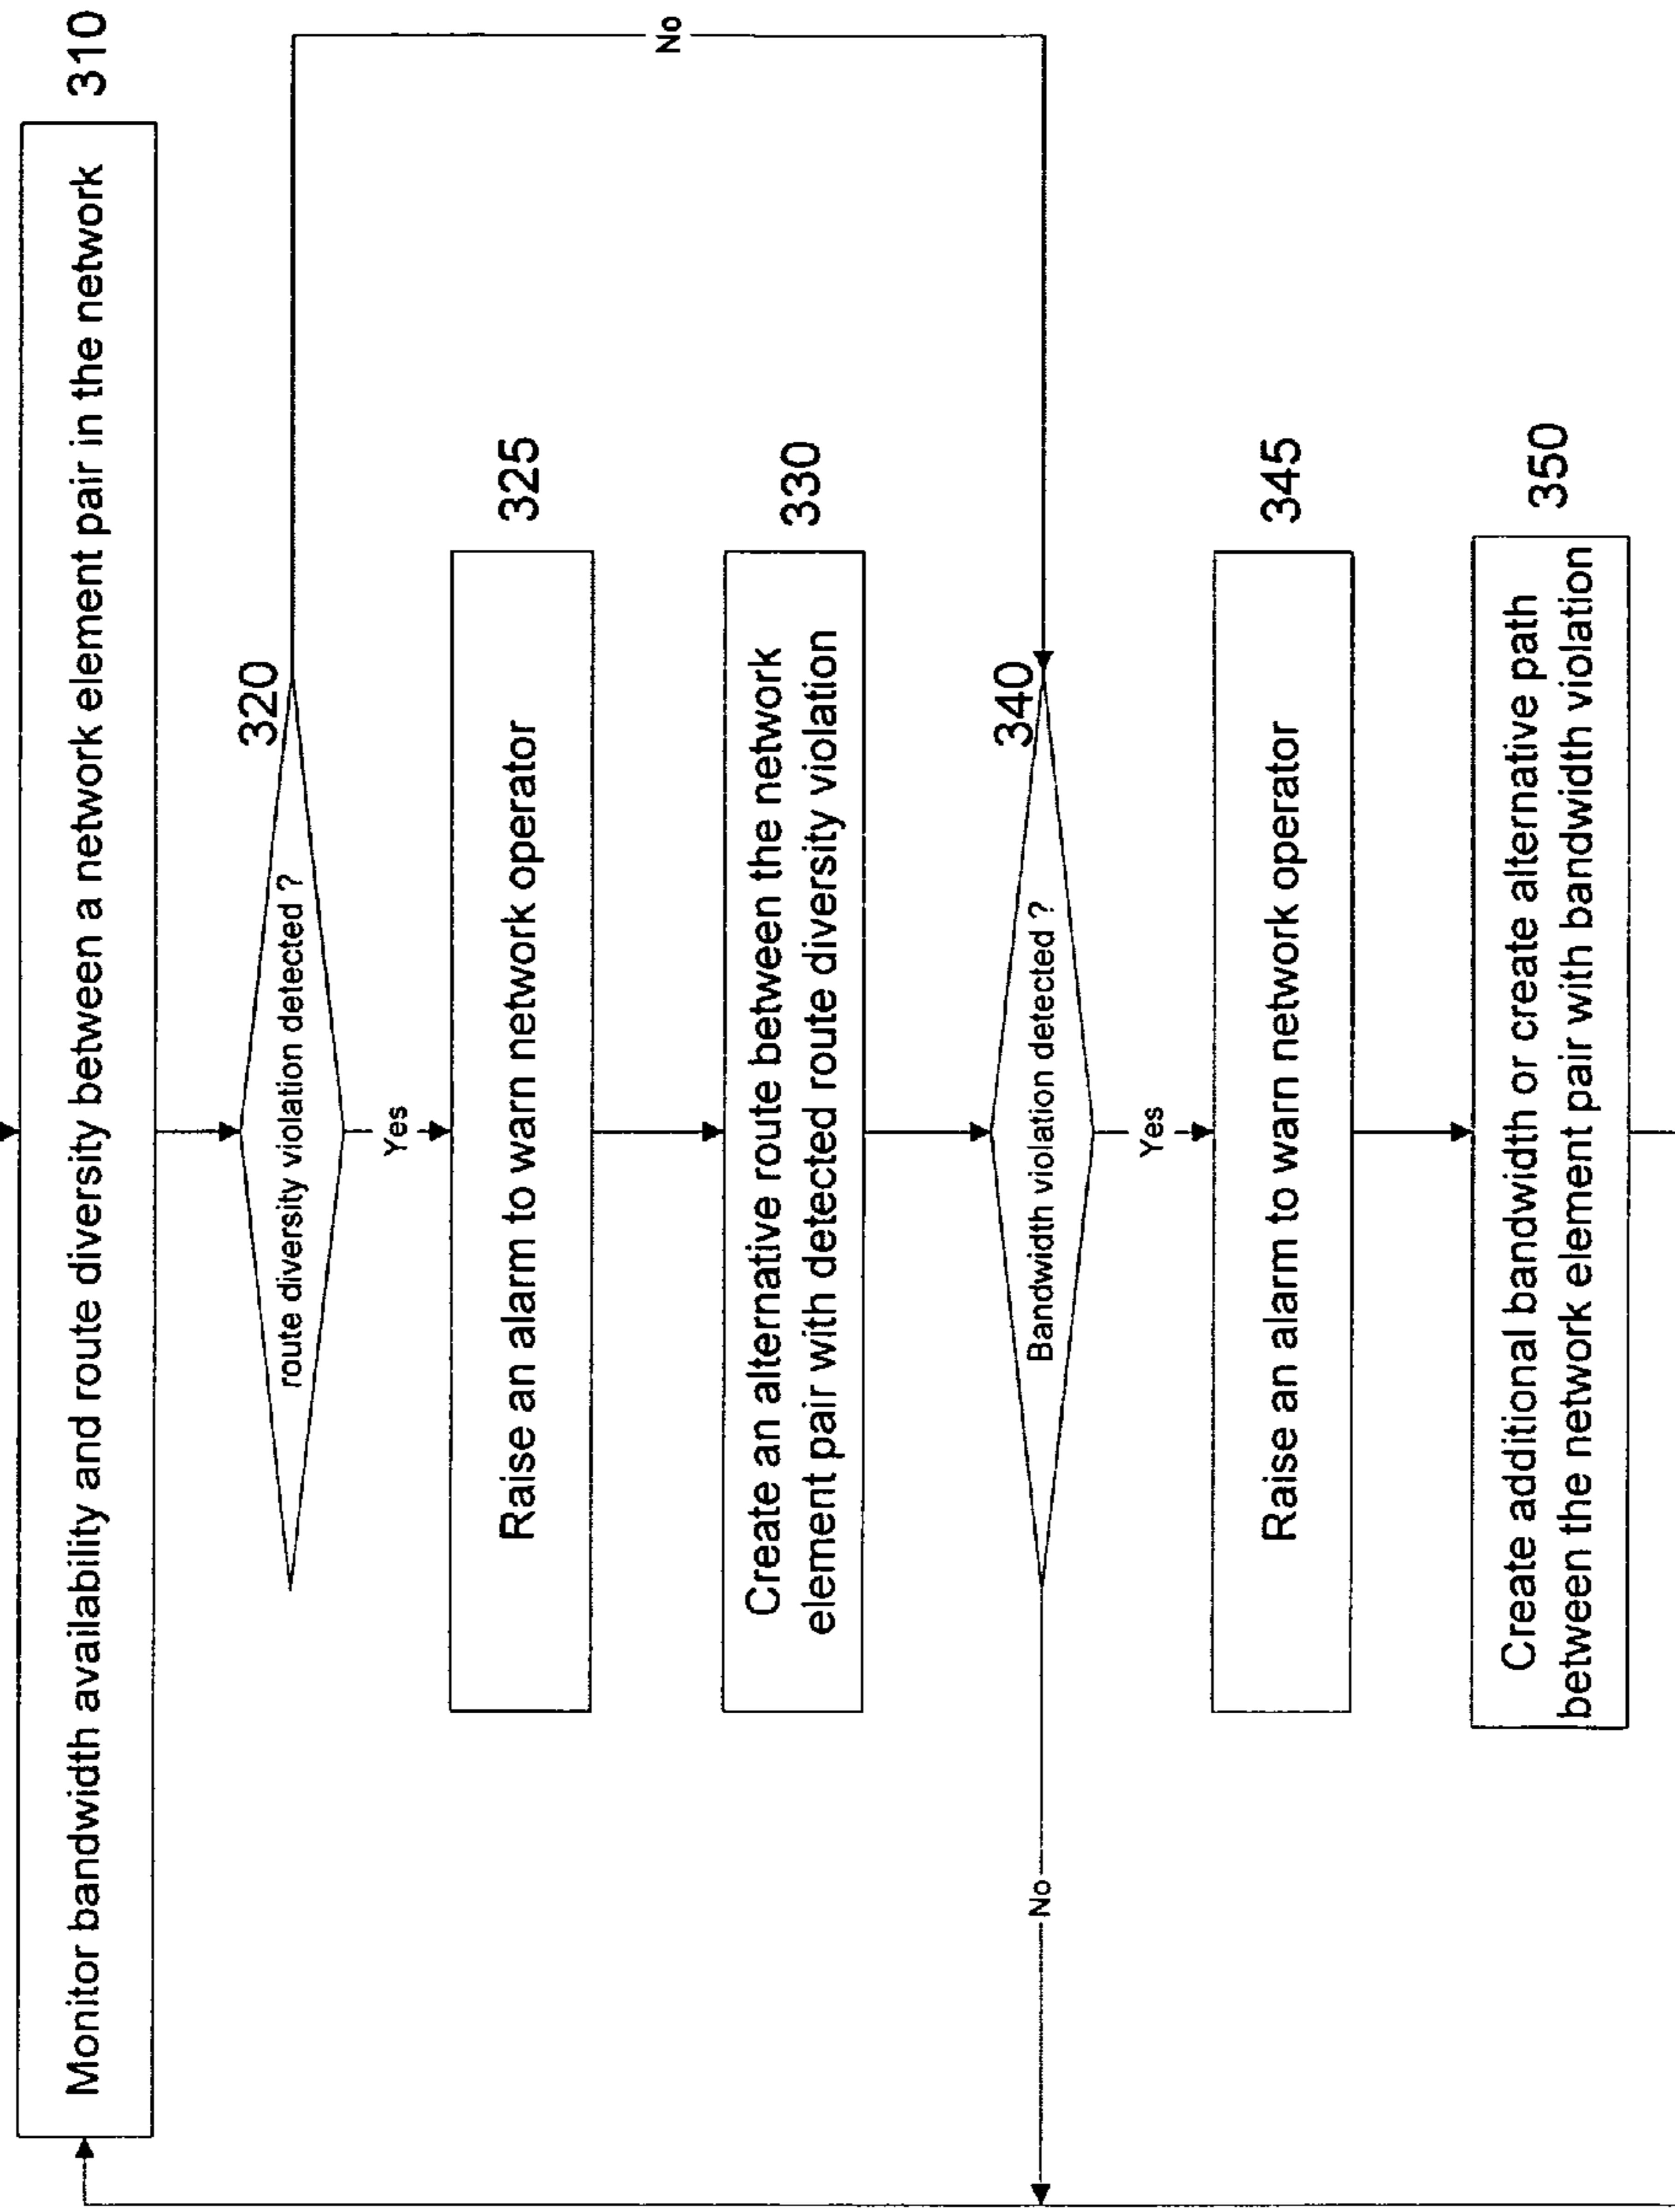 Monitor bandwidth availability and route diversity between a network element pair in the network
310
320
route diversity violation detected ?
No
Yes
Raise an alarm to warn network operator
325
Create an alternative route between the network
element pair with detected route diversity violation
330
340
Bandwidth violation detected ?
No
Yes
Raise an alarm to warn network operator
345
Create additional bandwidth or create alternative path
between the network element pair with bandwidth violation
350